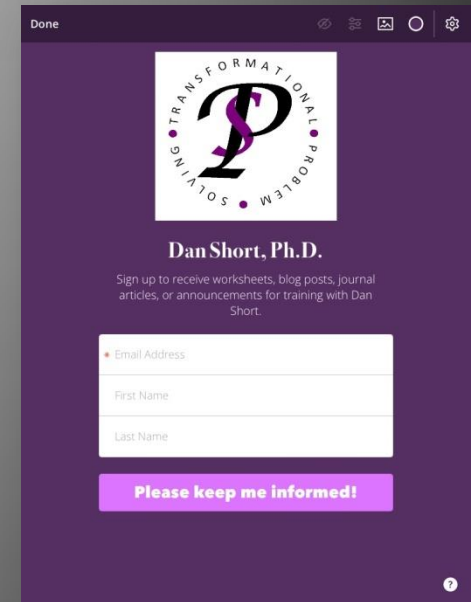 Done
TRANSFORMATIONAL • PROBLEM • SOLVING •
TPS
Dan Short, Ph.D.
Sign up to receive worksheets, blog posts, journal
articles, or announcements for training with Dan
Short.
* Email Address
First Name
Last Name
Please keep me informed!
?